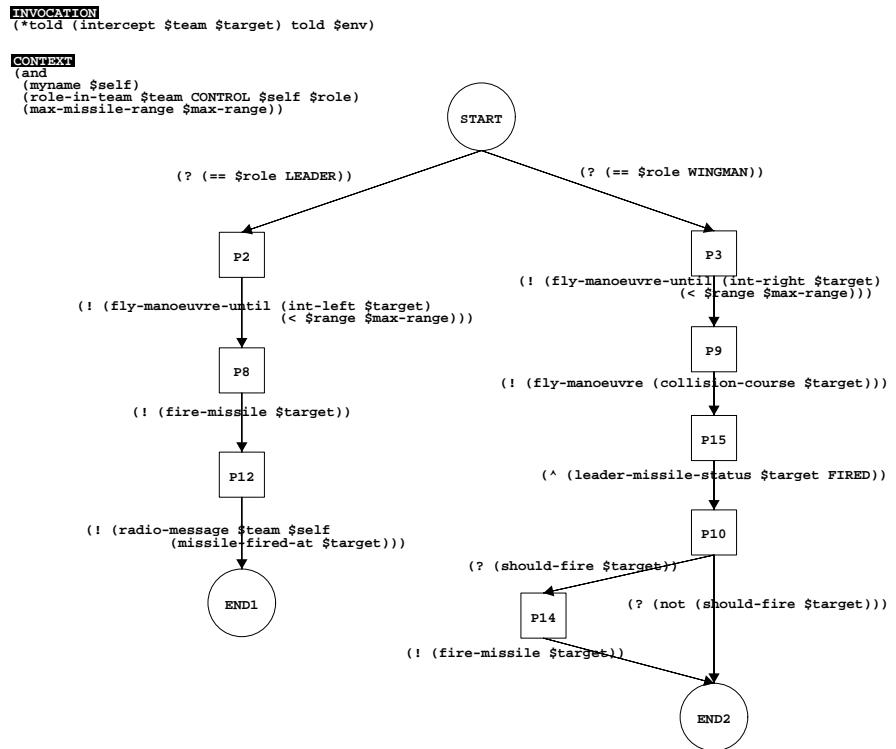 INVOCATION
(*told (intercept $team $target) told $env)
CONTEXT
(and
(myname $self)
(role-in-team $team CONTROL $self $role)
(max-missile-range $max-range))
START
(? (== $role LEADER))
(? (== $role WINGMAN))
P2
P3
(! (fly-manoeuvre-until (int-left $target)
(< $range $max-range)))
(! (fly-manoeuvre-until (int-right $target)
(< $range $max-range)))
P8
P9
(! (fire-missile $target))
(! (fly-manoeuvre (collision-course $target)))
P12
P15
(^ (leader-missile-status $target FIRED))
(! (radio-message $team $self
(missile-fired-at $target)))
P10
(? (should-fire $target))
END1
P14
(? (not (should-fire $target)))
(! (fire-missile $target))
END2